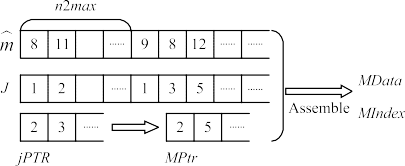 n2max
m̂ 8 11 ...... 9 8 12 ...... ......
J 1 2 ...... 1 3 5 ...... ......
2 3 ...... 2 5 ......
jPTR MPtr
Assemble
MData
MIndex